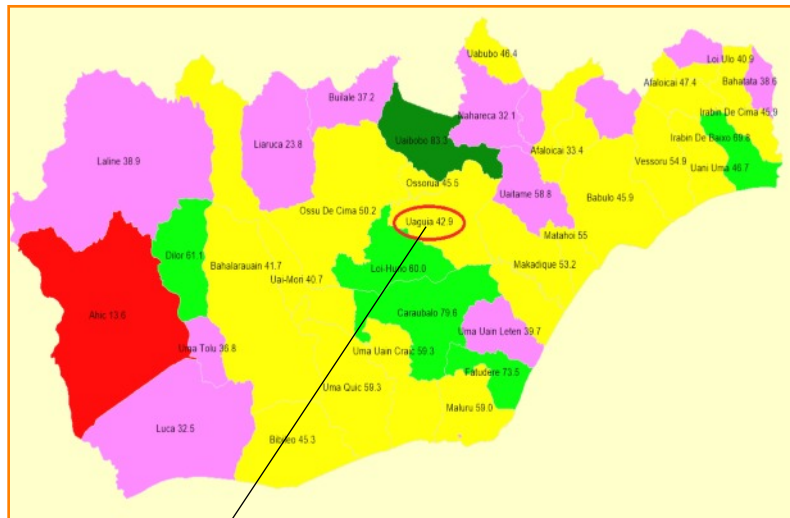 Uabubo 46.4
Loi Ulo 40.9
Bahatata 38.6
Afaloicai 47.4
Builale 37.2
Irabin De Cima 45.9
Nahareca 32.1
Irabin De Baixo 69.8
Uaibobo 83.3
Liaruca 23.8
Afaloicai 33.4
Laline 38.9
Vessoru 54.9
Uani Uma 46.7
Ossorua 45.5
Uaitame 58.8
Babulo 45.9
Ossu De Cima 50.2
Uaguia 42.9
Matahoi 55
Dilor 61.1
Bahalarauain 41.7
Loi-Huno 60.0
Makadique 53.2
Uai-Mori 40.7
Ahic 13.6
Caraubalo 79.6
Uma Uain Leten 39.7
Uma Tolu 36.8
Uma Uain Craic 59.3
Fatudere 73.5
Uma Quic 59.3
Maluru 59.0
Luca 32.5
Bibileo 45.3